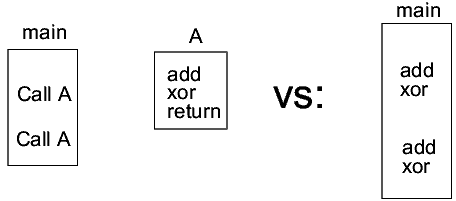 main
Call A
Call A
A
add
xor
return
vs:
main
add
xor
add
xor